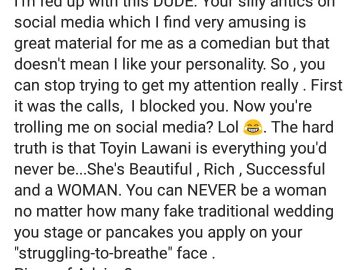 I'm fed up with this DUDE. Your silly antics on
social media which I find very amusing is
great material for me as a comedian but that
doesn't mean I like your personality. So , you
can stop trying to get my attention really . First
it was the calls,  I blocked you. Now you're
trolling me on social media? Lol 😂. The hard
truth is that Toyin Lawani is everything you'd
never be...She's Beautiful , Rich , Successful
and a WOMAN. You can NEVER be a woman
no matter how many fake traditional wedding
you stage or pancakes you apply on your
"struggling-to-breathe" face .